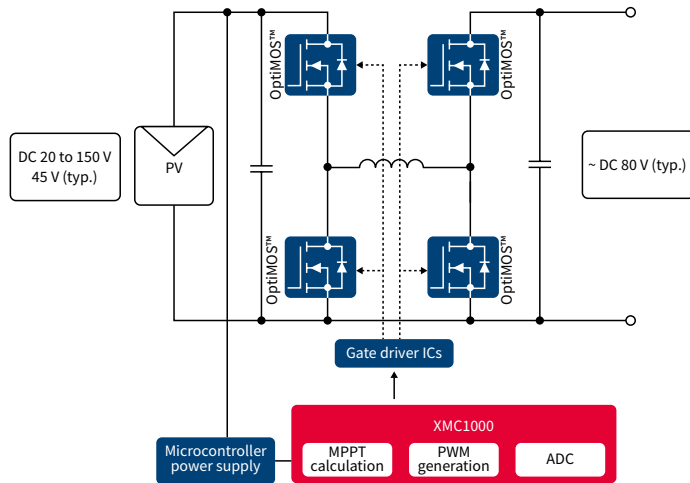 OptiMOS™
OptiMOS™
DC 20 to 150 V
45 V (typ.)
PV
~ DC 80 V (typ.)
OptiMOS™
OptiMOS™
Gate driver ICs
XMC1000
Microcontroller
power supply
MPPT
calculation
PWM
generation
ADC